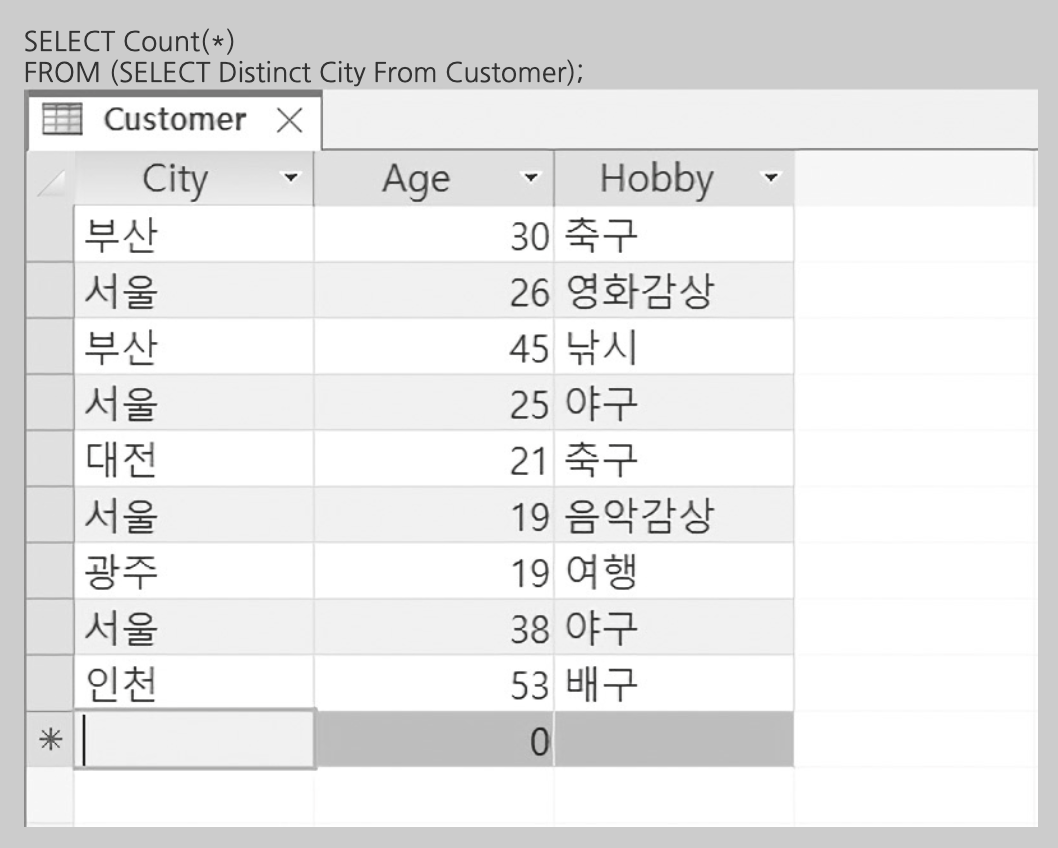 SELECT Count(*)
FROM (SELECT Distinct City From Customer);
Customer
City Age Hobby
부산 30 축구
서울 26 영화감상
부산 45 낚시
서울 25 야구
대전 21 축구
서울 19 음악감상
광주 19 여행
서울 38 야구
인천 53 배구
* 0